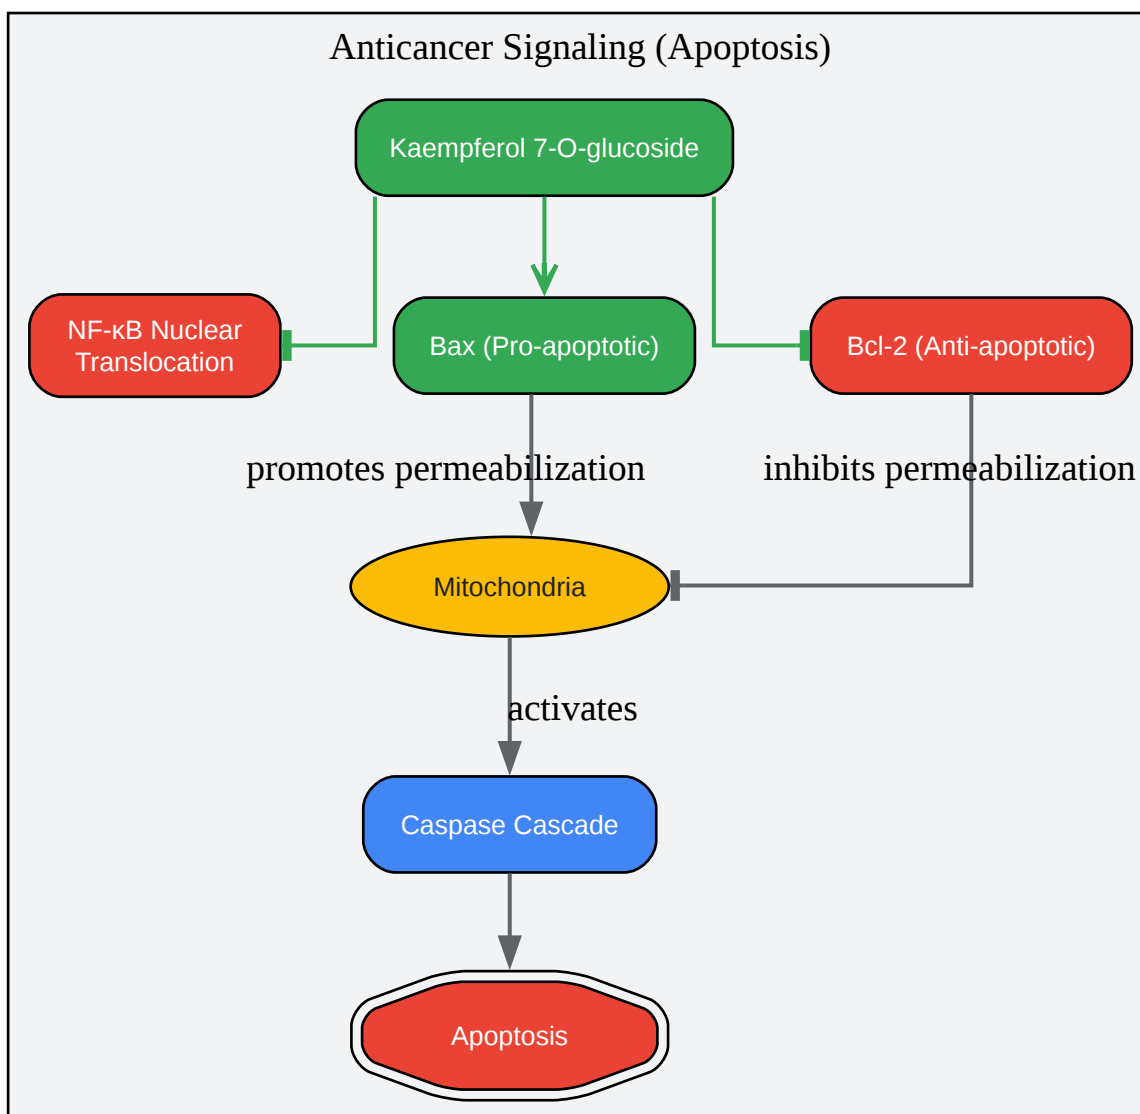 Anticancer Signaling (Apoptosis)
Kaempferol 7-O-glucoside
NF-κB Nuclear
Translocation
Bax (Pro-apoptotic)
Bcl-2 (Anti-apoptotic)
promotes permeabilization
inhibits permeabilization
Mitochondria
activates
Caspase Cascade
Apoptosis